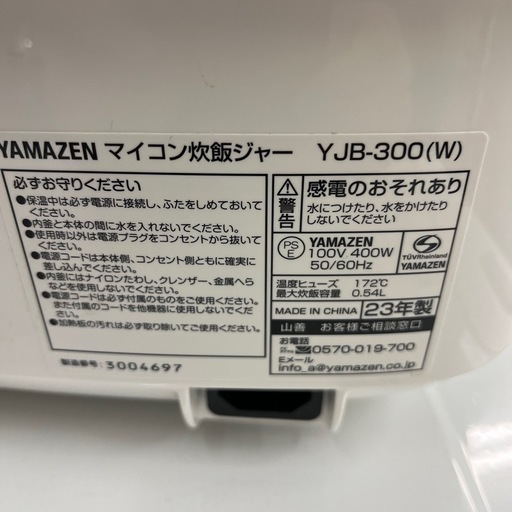 YAMAZEN マイコン炊飯ジャー YJB-300(W)
必ずお守りください
●保温中は必ず電源に接続し、ふたをしめておいてください。
●内釜と本体の間に水を入れないでください。
●使用時以外は電源プラグをコンセントから抜いてください。
●電源コードは本体側、コンセント側ともに確実に差し込んでください。
●内釜にはナイロンたわし、クレンザー、金属ヘラなどを使用しないでください。
●電源コードは必ず付属のものをご使用ください。
また付属のコードを他機器に使用しないでください。
●加熱板の汚れは必ず取り除いてご使用ください。
製造番号: 3004697
警告
感電のおそれあり
水につけたり、水をかけたりしないでください
PS E
YAMAZEN
100V 400W
50/60Hz
TÜVRheinland
YAMAZEN
温度ヒューズ 172℃
最大炊飯容量 0.54L
MADE IN CHINA 23年製
山善 お客様ご相談窓口
お電話
0570-019-700
Eメール
info_a@yamazen.co.jp